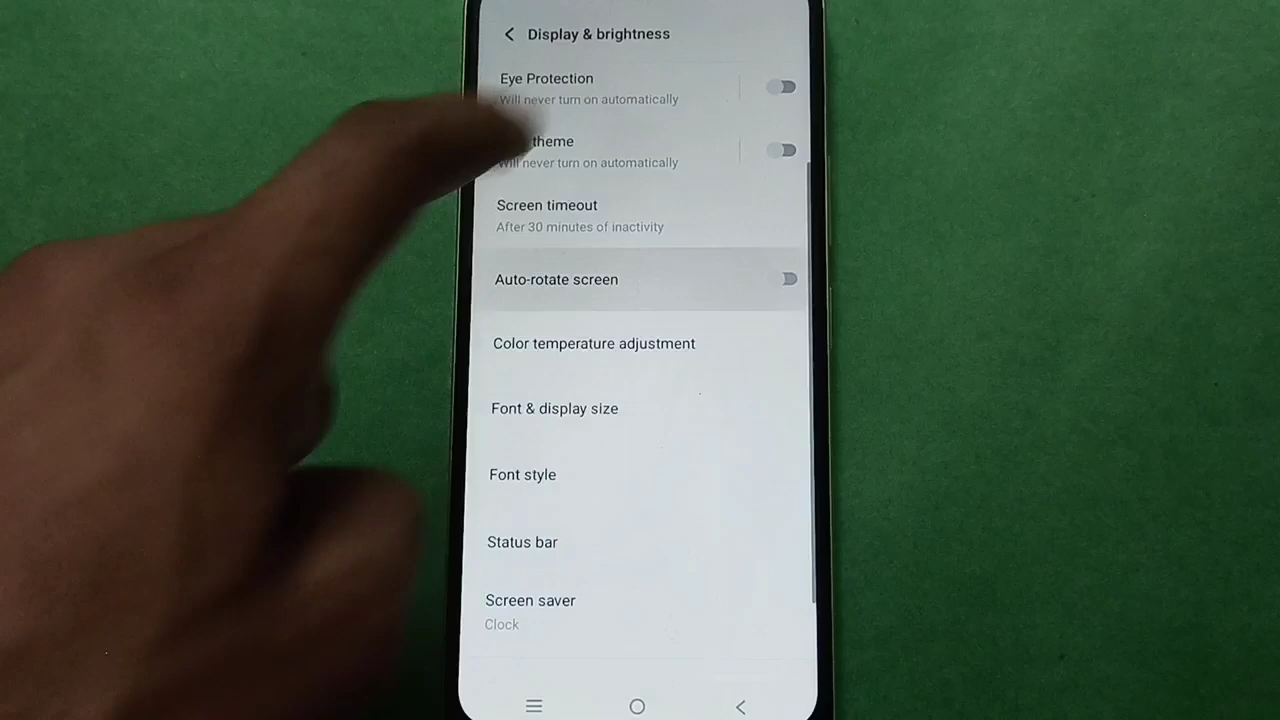 Display & brightness
Eye Protection
Will never turn on automatically
theme
Will never turn on automatically
Screen timeout
After 30 minutes of inactivity
Auto-rotate screen
Color temperature adjustment
Font & display size
Font style
Status bar
Screen saver
Clock